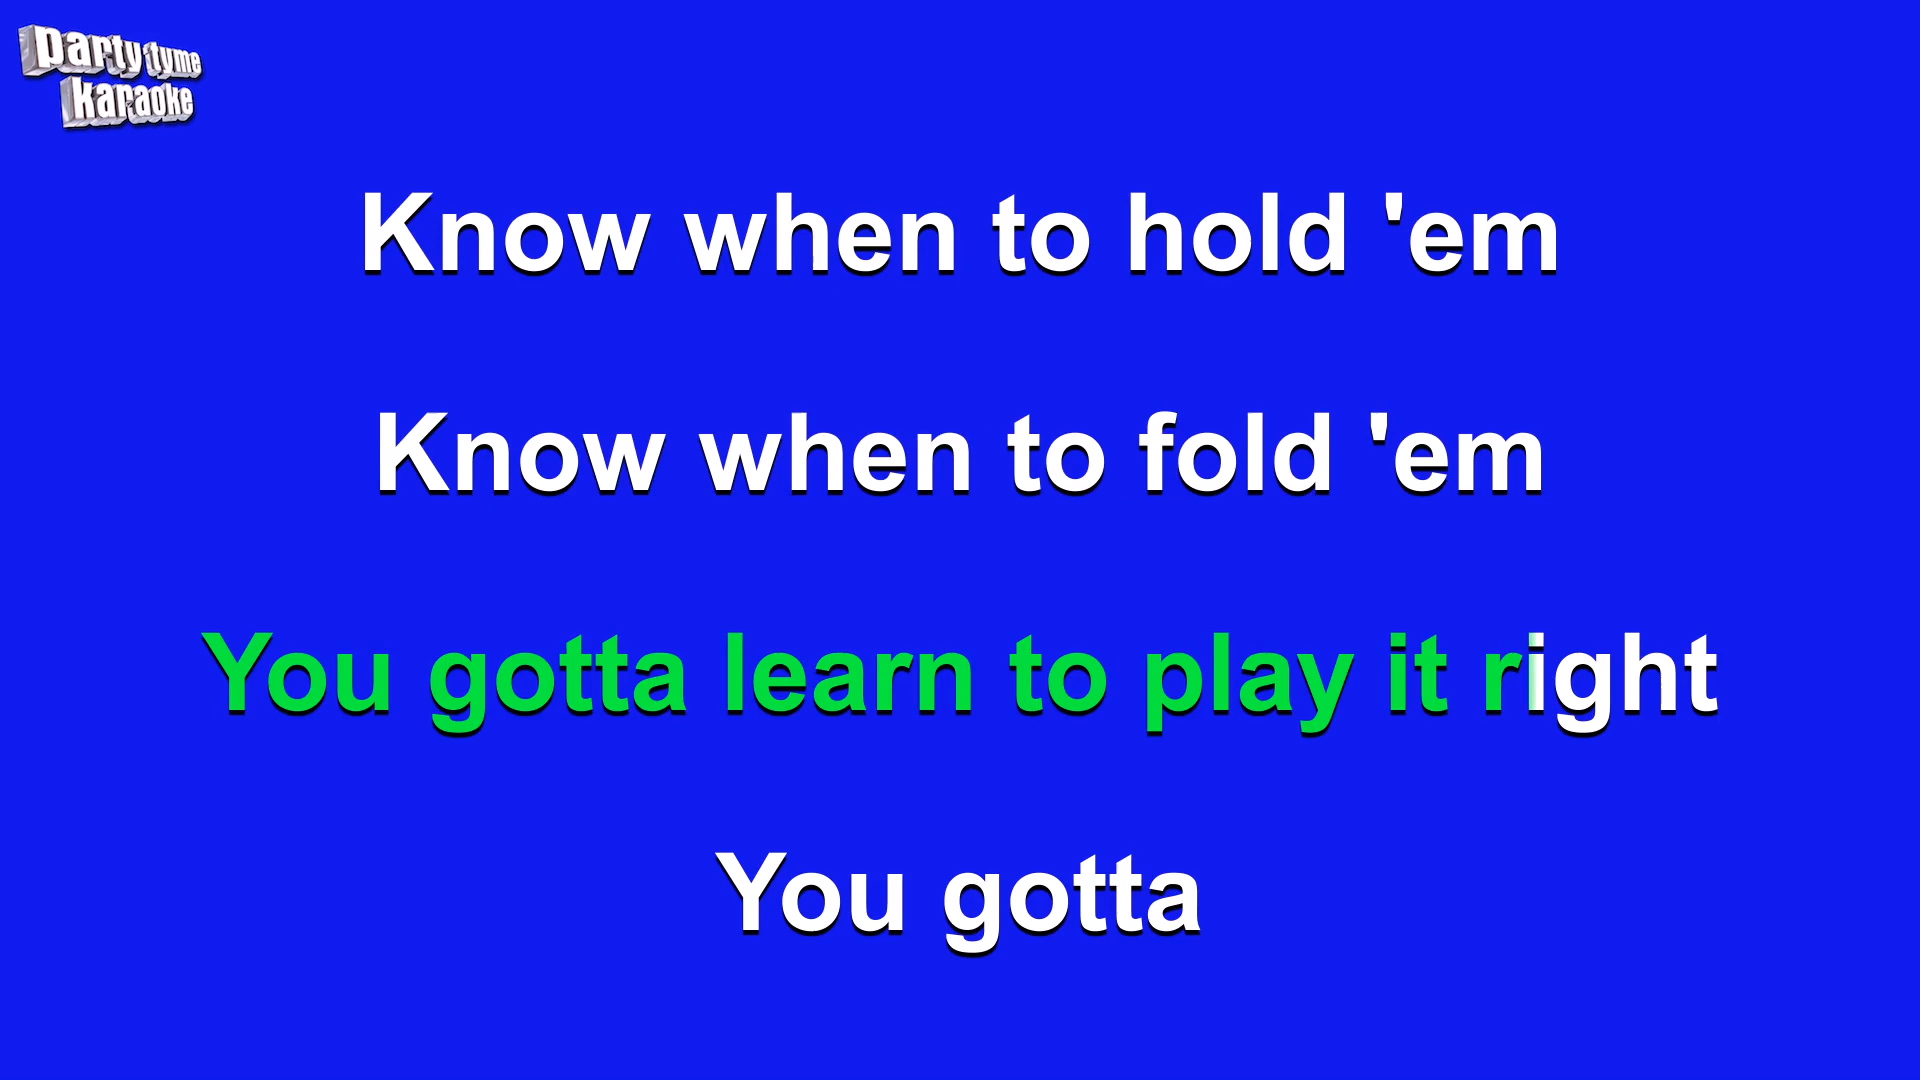 party tyme
karaoke
Know when to hold 'em
Know when to fold 'em
You gotta learn to play it right
You gotta